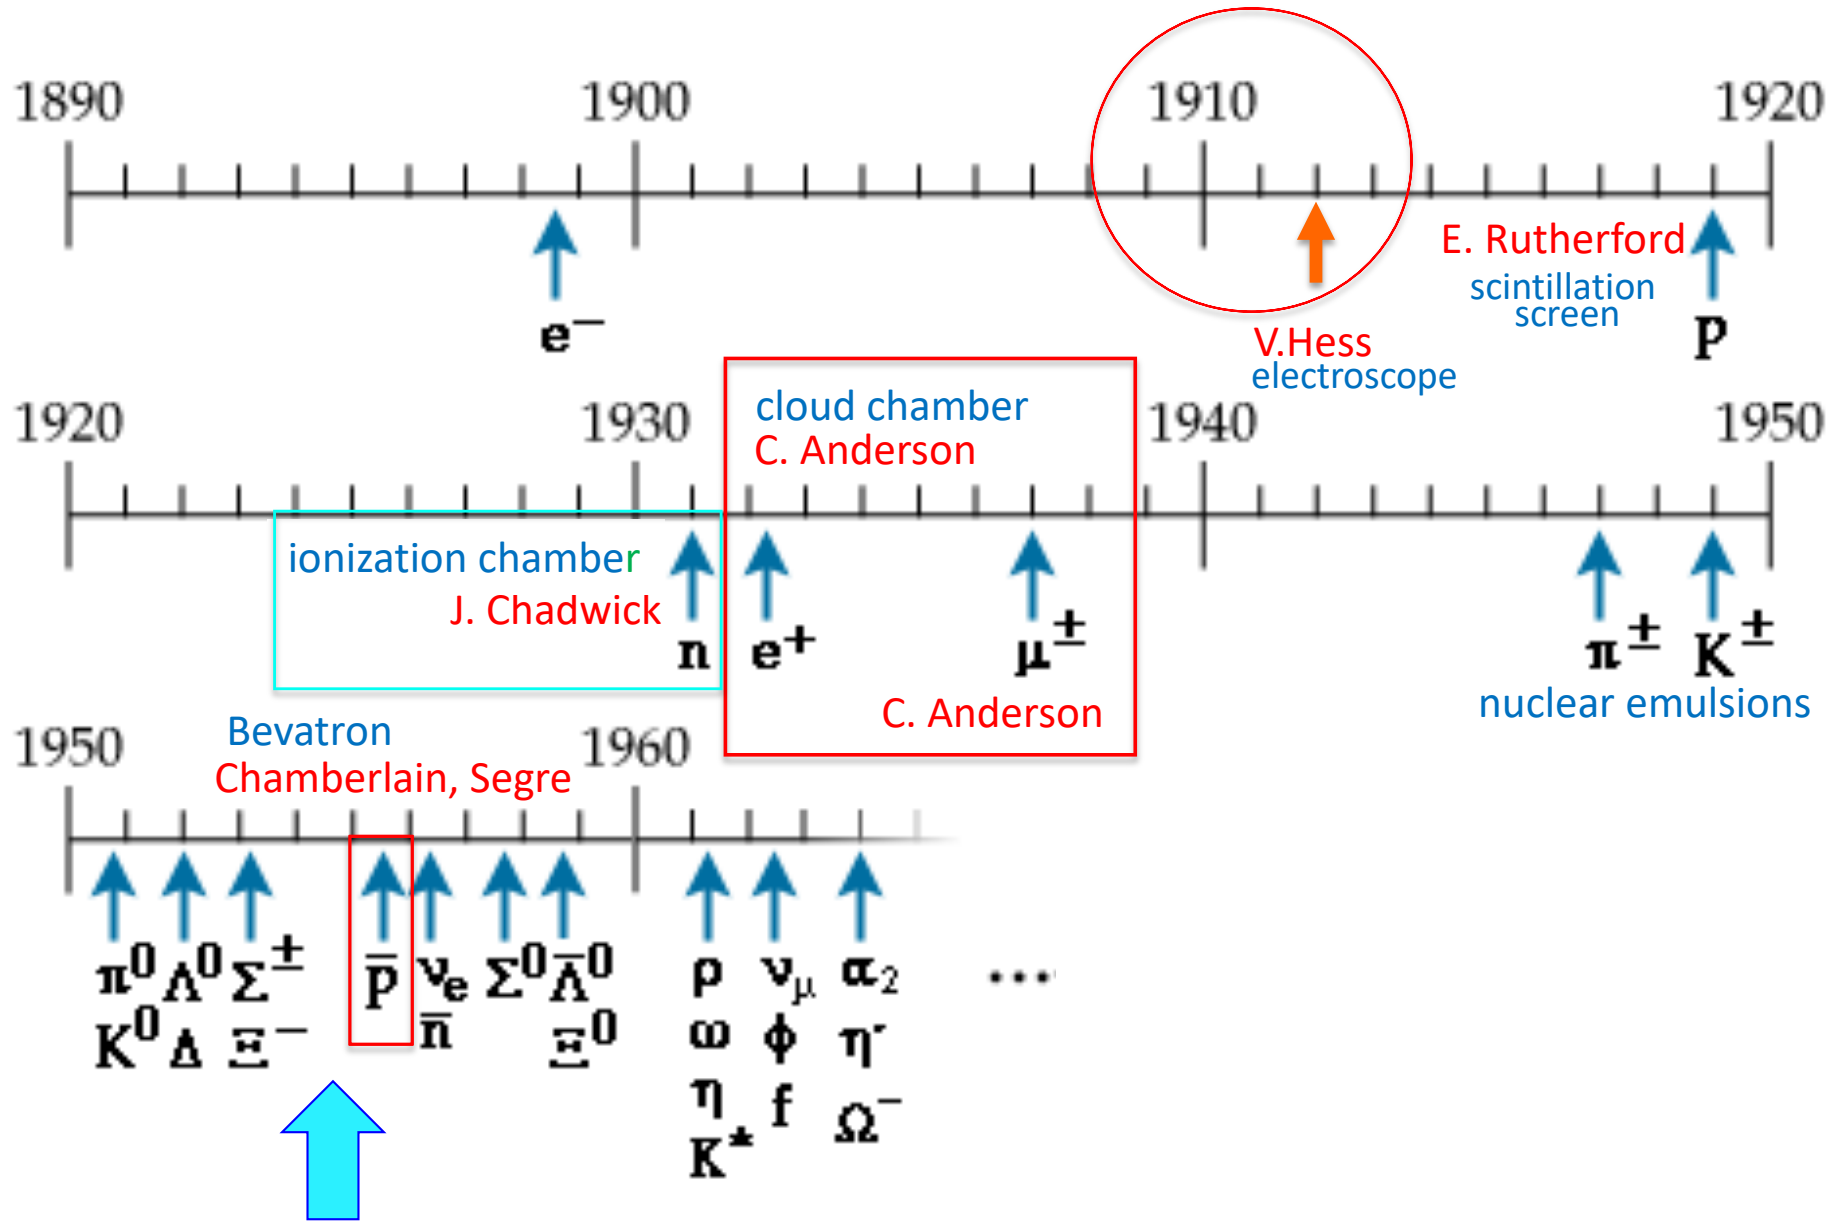 1890 1900 1910 1920
E. Rutherford
scintillation
screen
e⁻
p
V.Hess
electroscope
cloud chamber
C. Anderson
1920 1930 1940 1950
ionization chamber
J. Chadwick
n e⁺ μ± π± K±
C. Anderson
nuclear emulsions
Bevatron
Chamberlain, Segre
1950 1960
π⁰ Λ⁰ Σ± p̅ νe Σ⁰ Λ̅⁰ ρ νμ α₂ ...
K⁰ Δ Ξ⁻ n̅ Ξ⁰ ω ϕ η′
η f Ω⁻
K*